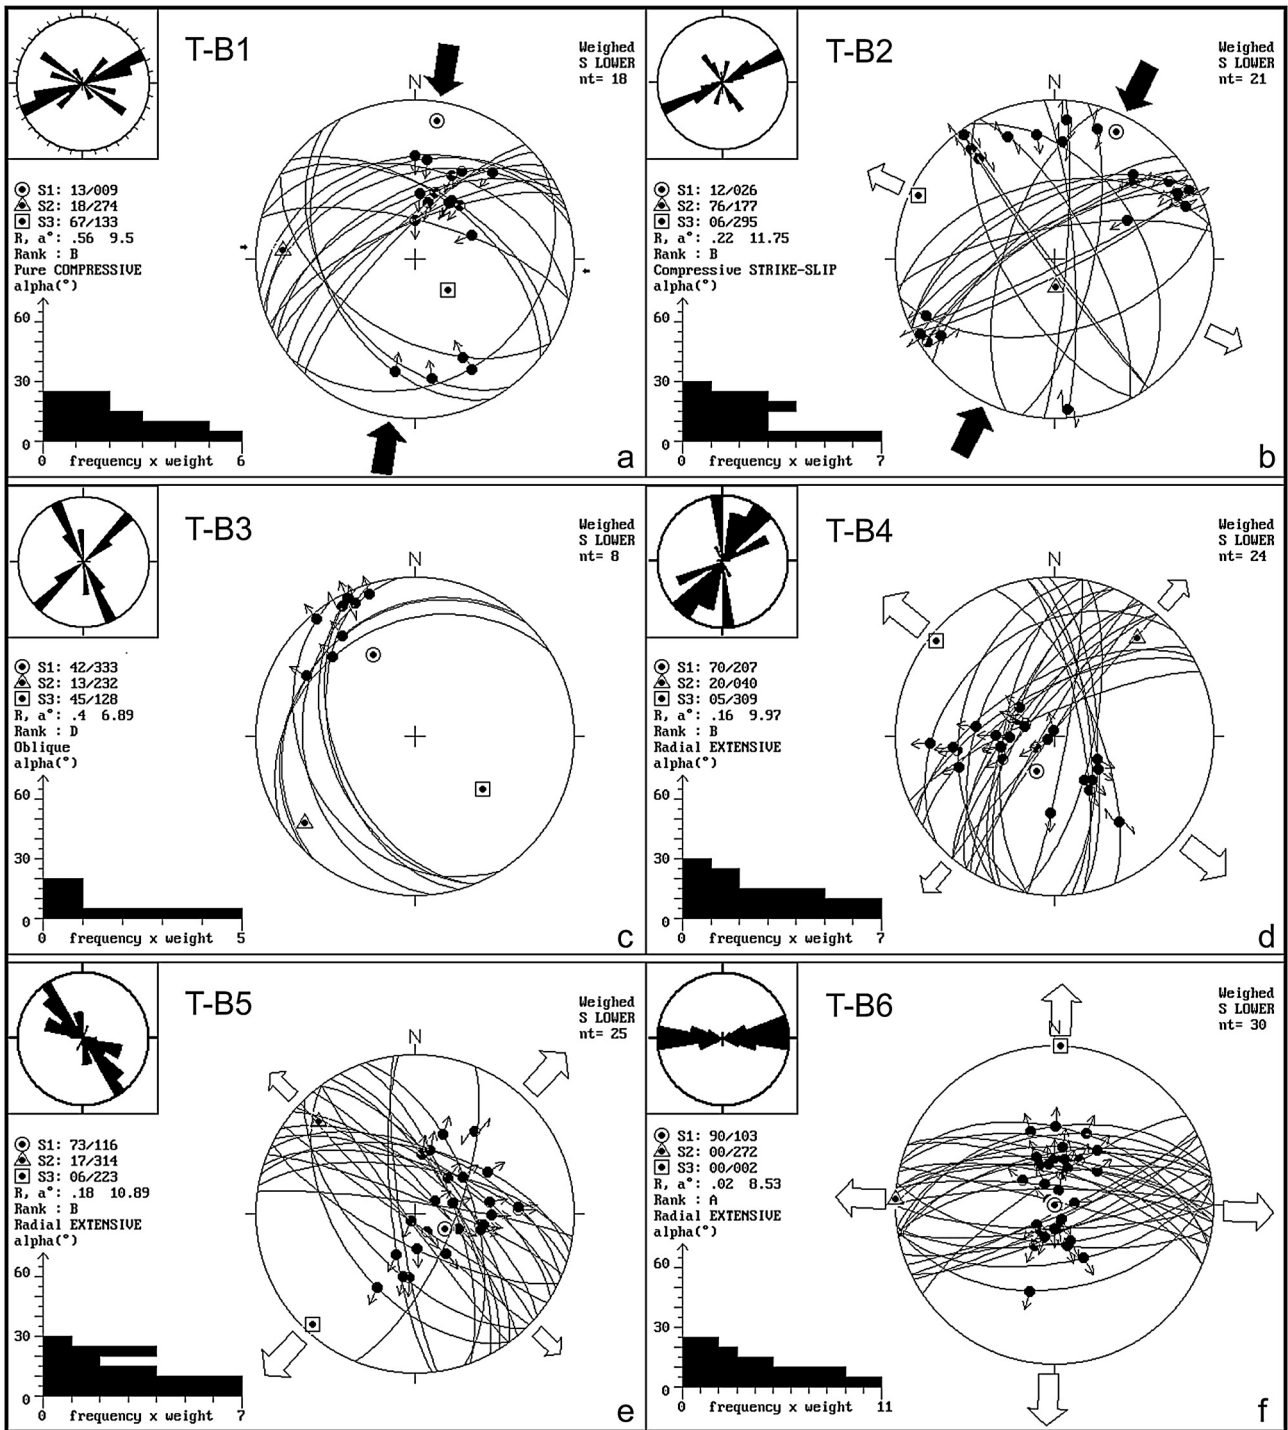 T-B1
Weighed
S LOWER
nt= 18
N
S1: 13/009
S2: 18/274
S3: 67/133
R, a°: .56 9.5
Rank : B
Pure COMPRESSIVE
alpha(°)
60
30
0
0 frequency x weight 6
a
T-B2
Weighed
S LOWER
nt= 21
N
S1: 12/026
S2: 76/177
S3: 06/295
R, a°: .22 11.75
Rank : B
Compressive STRIKE-SLIP
alpha(°)
60
30
0
0 frequency x weight 7
b
T-B3
Weighed
S LOWER
nt= 8
N
S1: 42/333
S2: 13/232
S3: 45/128
R, a°: .4 6.89
Rank : D
Oblique
alpha(°)
60
30
0
0 frequency x weight 5
c
T-B4
Weighed
S LOWER
nt= 24
N
S1: 70/207
S2: 20/040
S3: 05/309
R, a°: .16 9.97
Rank : B
Radial EXTENSIVE
alpha(°)
60
30
0
0 frequency x weight 7
d
T-B5
Weighed
S LOWER
nt= 25
N
S1: 73/116
S2: 17/314
S3: 06/223
R, a°: .18 10.89
Rank : B
Radial EXTENSIVE
alpha(°)
60
30
0
0 frequency x weight 7
e
T-B6
Weighed
S LOWER
nt= 30
N
S1: 90/103
S2: 00/272
S3: 00/002
R, a°: .02 8.53
Rank : A
Radial EXTENSIVE
alpha(°)
60
30
0
0 frequency x weight 11
f